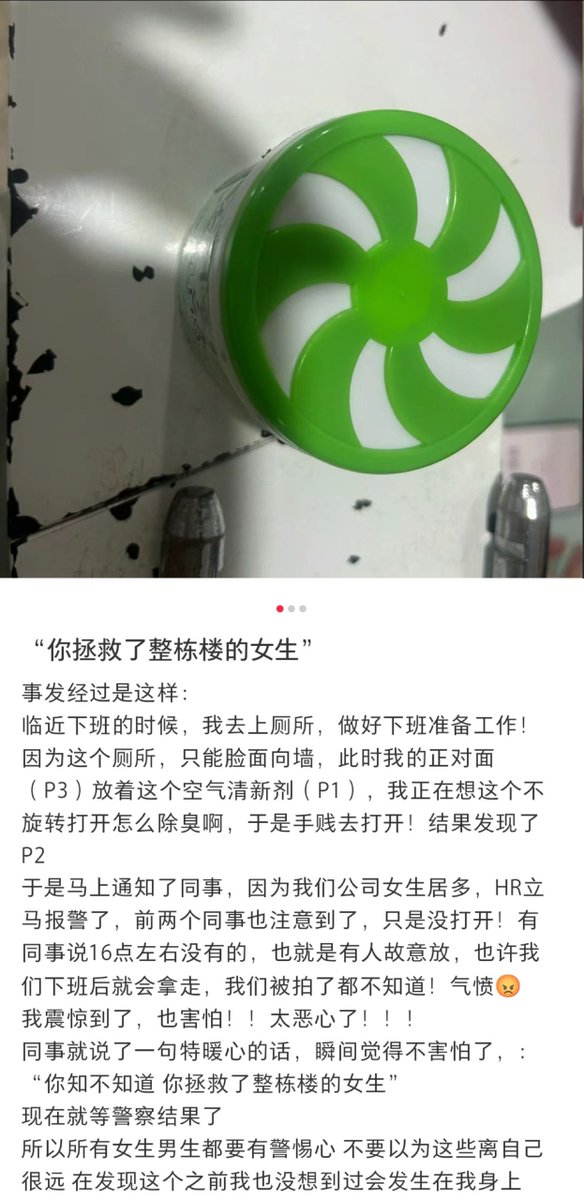 “你拯救了整栋楼的女生”
事发经过是这样：
临近下班的时候，我去上厕所，做好下班准备工作！
因为这个厕所，只能脸面向墙，此时我的正对面
（P3）放着这个空气清新剂（P1），我正在想这个不
旋转打开怎么除臭啊，于是手贱去打开！结果发现了
P2
于是马上通知了同事，因为我们公司女生居多，HR立
马报警了，前两个同事也注意到了，只是没打开！有
同事说16点左右没有的，也就是有人故意放，也许我
们下班后就会拿走，我们被拍了都不知道！气愤😡
我震惊到了，也害怕！！太恶心了！！！
同事就说了一句特暖心的话，瞬间觉得不害怕了，：
“你知不知道 你拯救了整栋楼的女生”
现在就等警察结果了
所以所有女生男生都要有警惕心 不要以为这些离自己
很远 在发现这个之前我也没想到过会发生在我身上